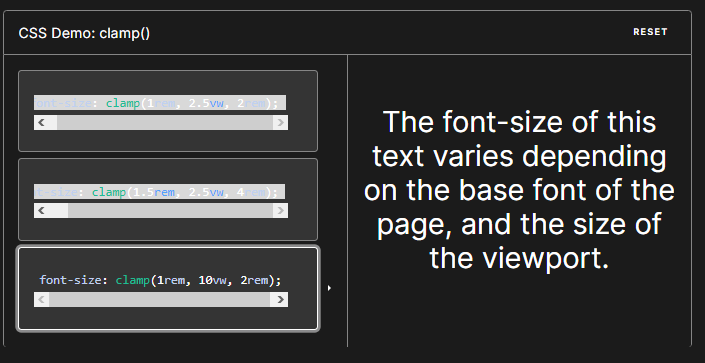 CSS Demo: clamp()
RESET
font-size: clamp(1rem, 2.5vw, 2rem);
t-size: clamp(1.5rem, 2.5vw, 4rem);
font-size: clamp(1rem, 10vw, 2rem);
The font-size of this
text varies depending
on the base font of the
page, and the size of
the viewport.